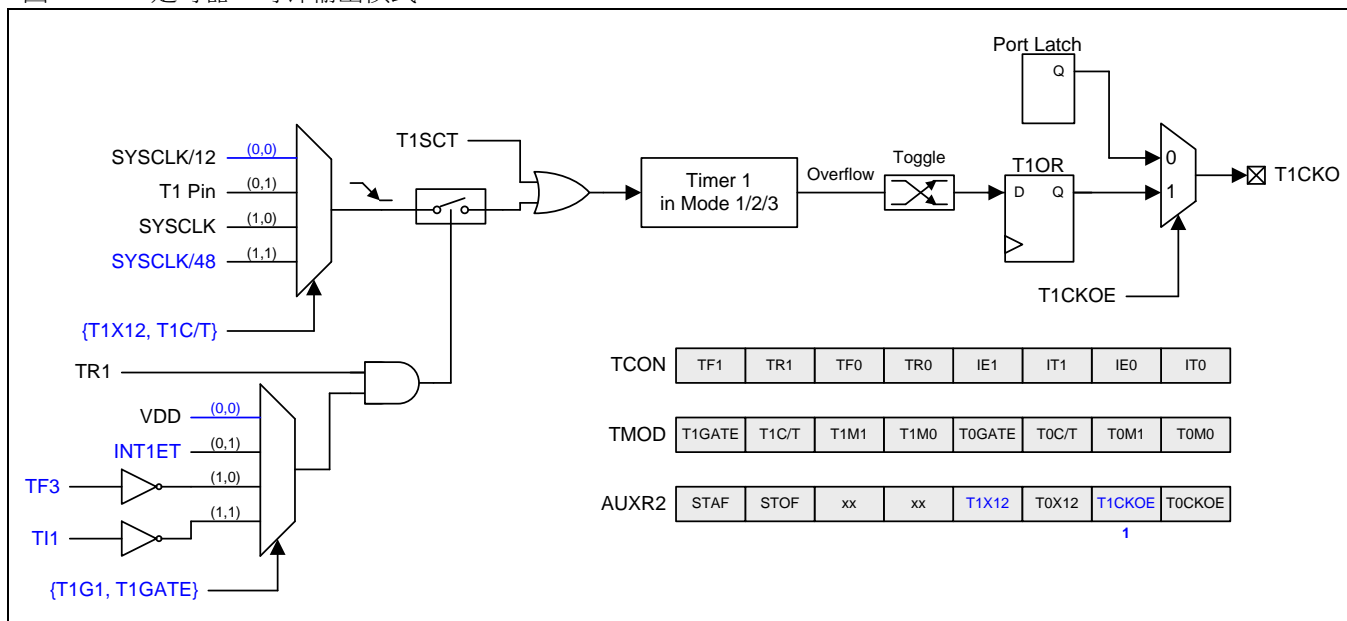 Port Latch
Q
T1SCT
SYSCLK/12
(0,0)
T1 Pin
(0,1)
SYSCLK
(1,0)
SYSCLK/48
(1,1)
{T1X12, T1C/T}
Timer 1
in Mode 1/2/3
Overflow
Toggle
T1OR
D
Q
0
1
T1CKO
T1CKOE
TR1
VDD
(0,0)
INT1ET
(0,1)
TF3
(1,0)
TI1
(1,1)
{T1G1, T1GATE}
TCON TF1 TR1 TF0 TR0 IE1 IT1 IE0 IT0
TMOD T1GATE T1C/T T1M1 T1M0 T0GATE T0C/T T0M1 T0M0
AUXR2 STAF STOF xx xx T1X12 T0X12 T1CKOE T0CKOE
1